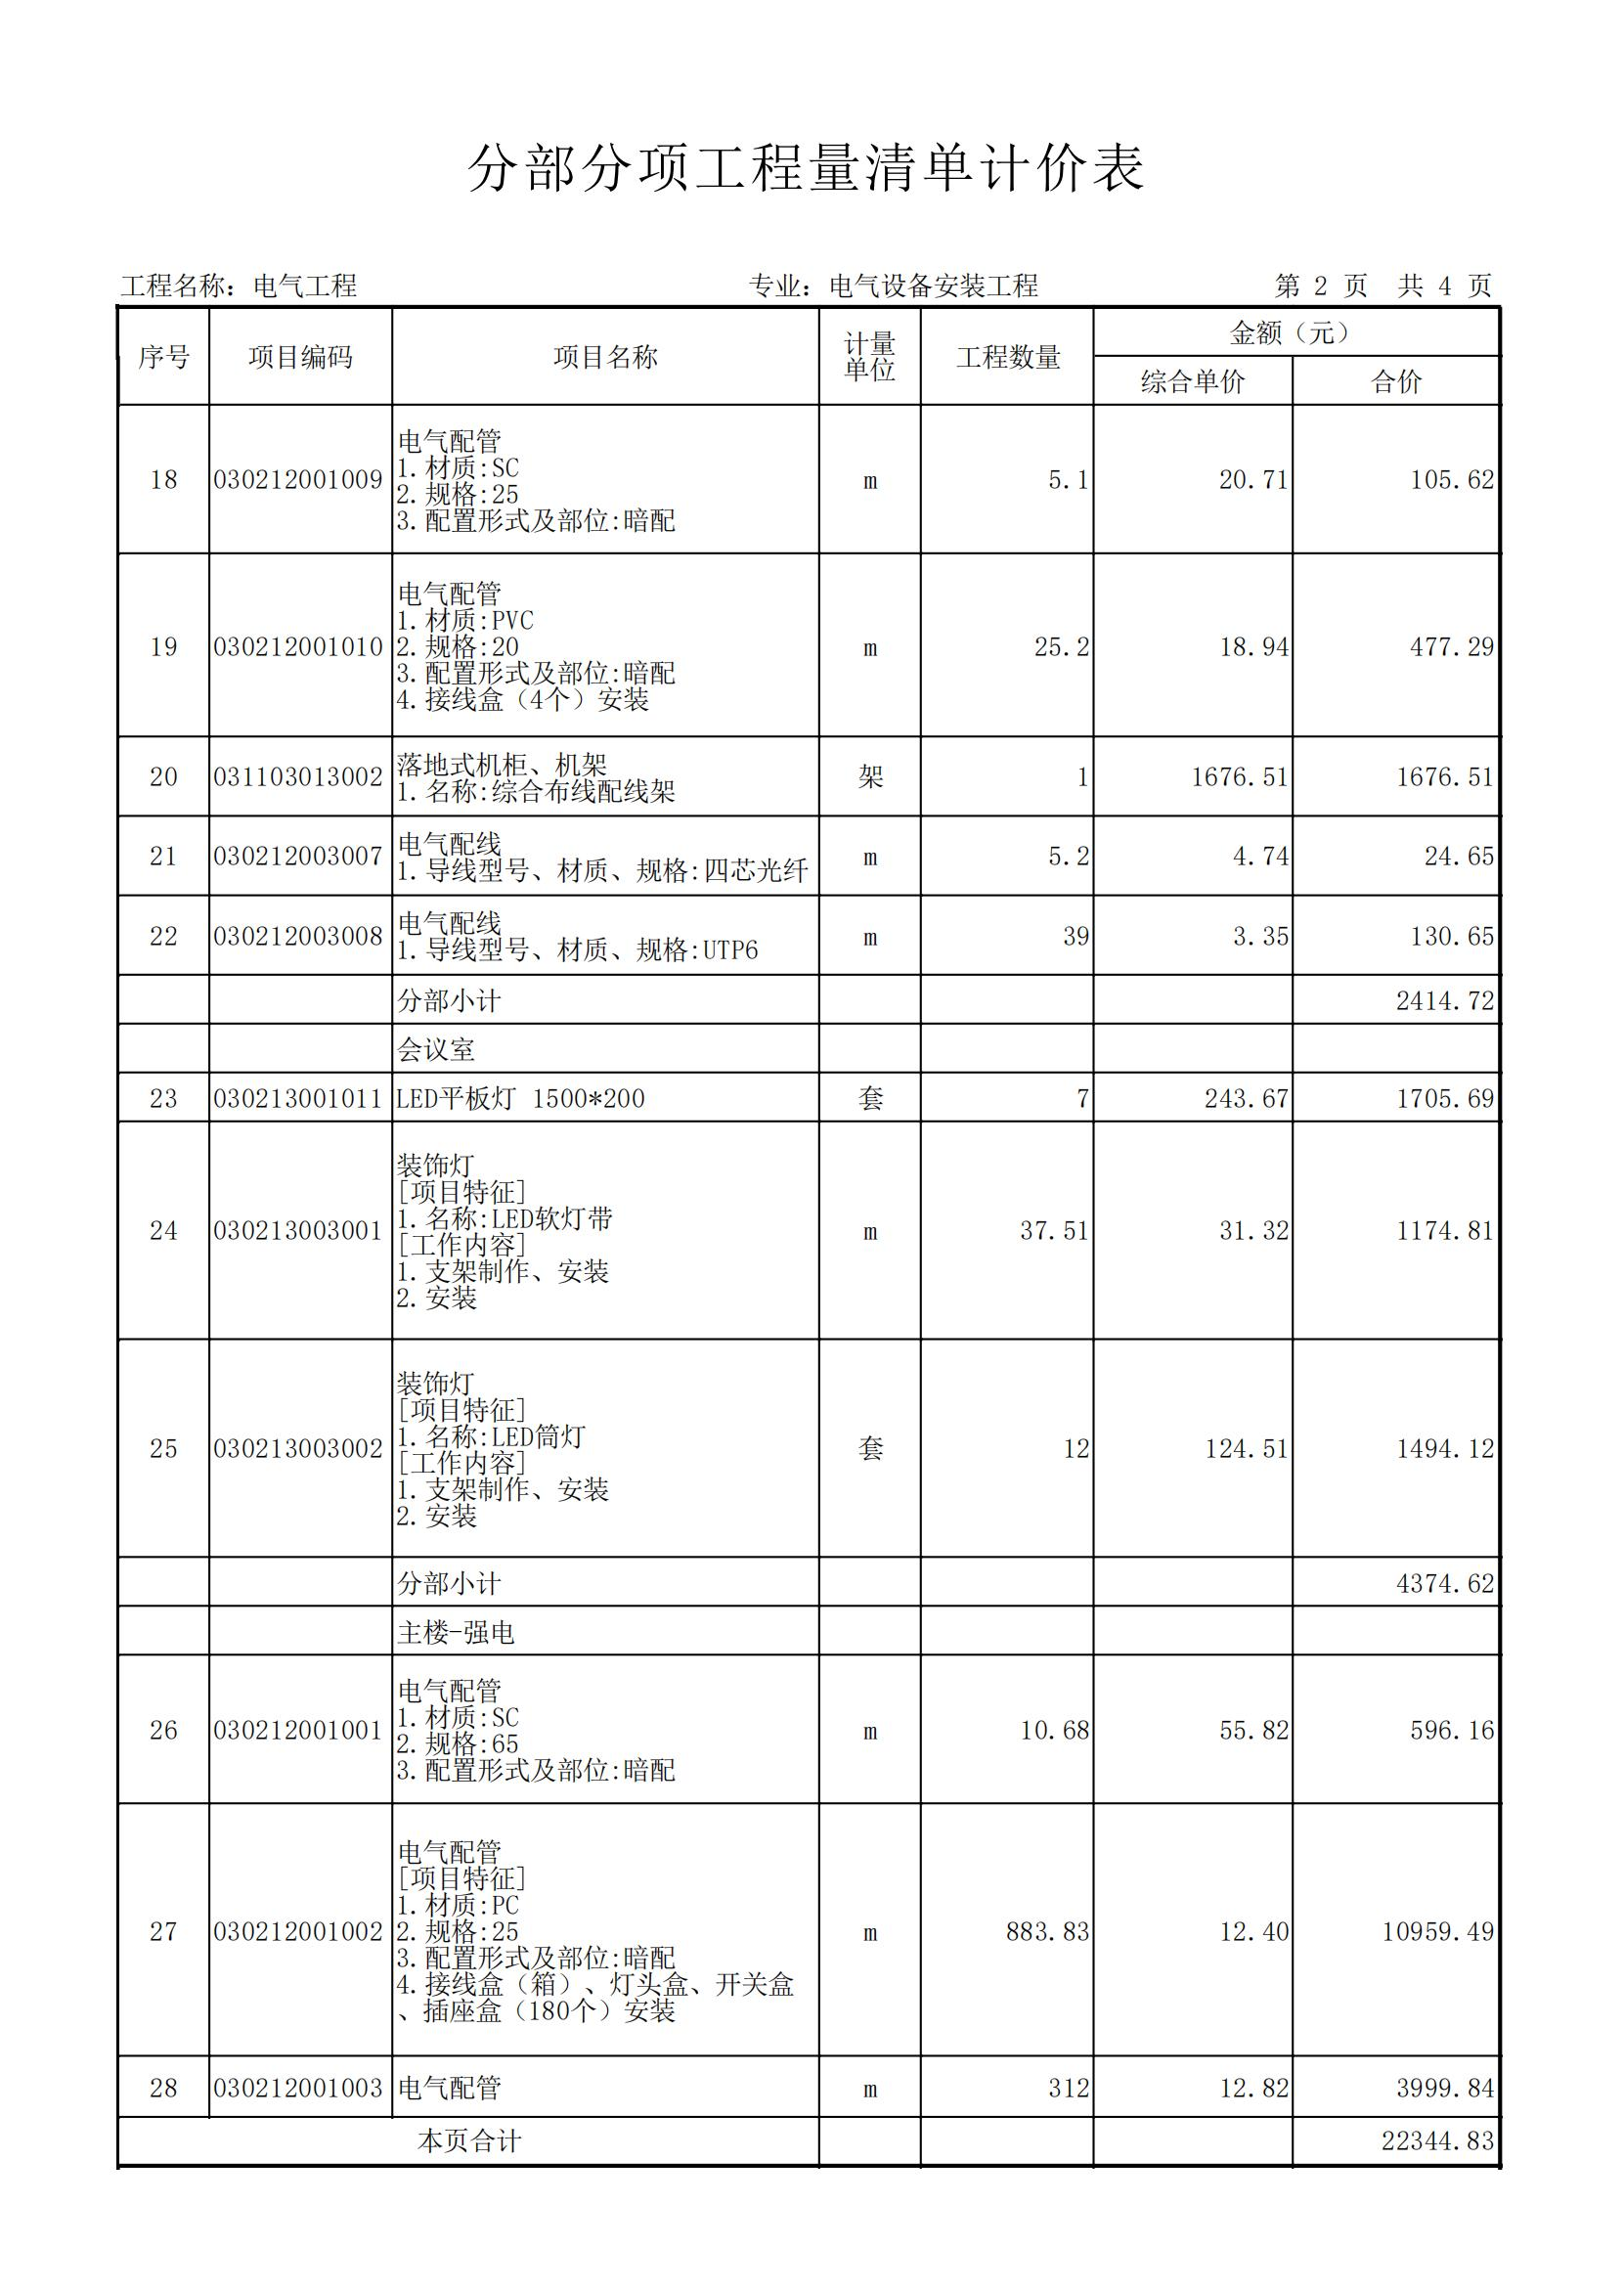 分部分项工程量清单计价表
工程名称：电气工程 专业：电气设备安装工程 第 2 页 共 4 页
序号 项目编码 项目名称 计量单位 工程数量 金额（元）
综合单价 合价
18 030212001009 电气配管 m 5.1 20.71 105.62
1.材质:SC
2.规格:25
3.配置形式及部位:暗配
19 030212001010 电气配管 m 25.2 18.94 477.29
1.材质:PVC
2.规格:20
3.配置形式及部位:暗配
4.接线盒（4个）安装
20 031103013002 落地式机柜、机架 架 1 1676.51 1676.51
1.名称:综合布线配线架
21 030212003007 电气配线 m 5.2 4.74 24.65
1.导线型号、材质、规格:四芯光纤
22 030212003008 电气配线 m 39 3.35 130.65
1.导线型号、材质、规格:UTP6
分部小计 2414.72
会议室
23 030213001011 LED平板灯 1500*200 套 7 243.67 1705.69
24 030213003001 装饰灯 m 37.51 31.32 1174.81
[项目特征]
1.名称:LED软灯带
[工作内容]
1.支架制作、安装
2.安装
25 030213003002 装饰灯 套 12 124.51 1494.12
[项目特征]
1.名称:LED筒灯
[工作内容]
1.支架制作、安装
2.安装
分部小计 4374.62
主楼-强电
26 030212001001 电气配管 m 10.68 55.82 596.16
1.材质:SC
2.规格:65
3.配置形式及部位:暗配
27 030212001002 电气配管 m 883.83 12.40 10959.49
[项目特征]
1.材质:PC
2.规格:25
3.配置形式及部位:暗配
4.接线盒（箱）、灯头盒、开关盒
、插座盒（180个）安装
28 030212001003 电气配管 m 312 12.82 3999.84
本页合计 22344.83